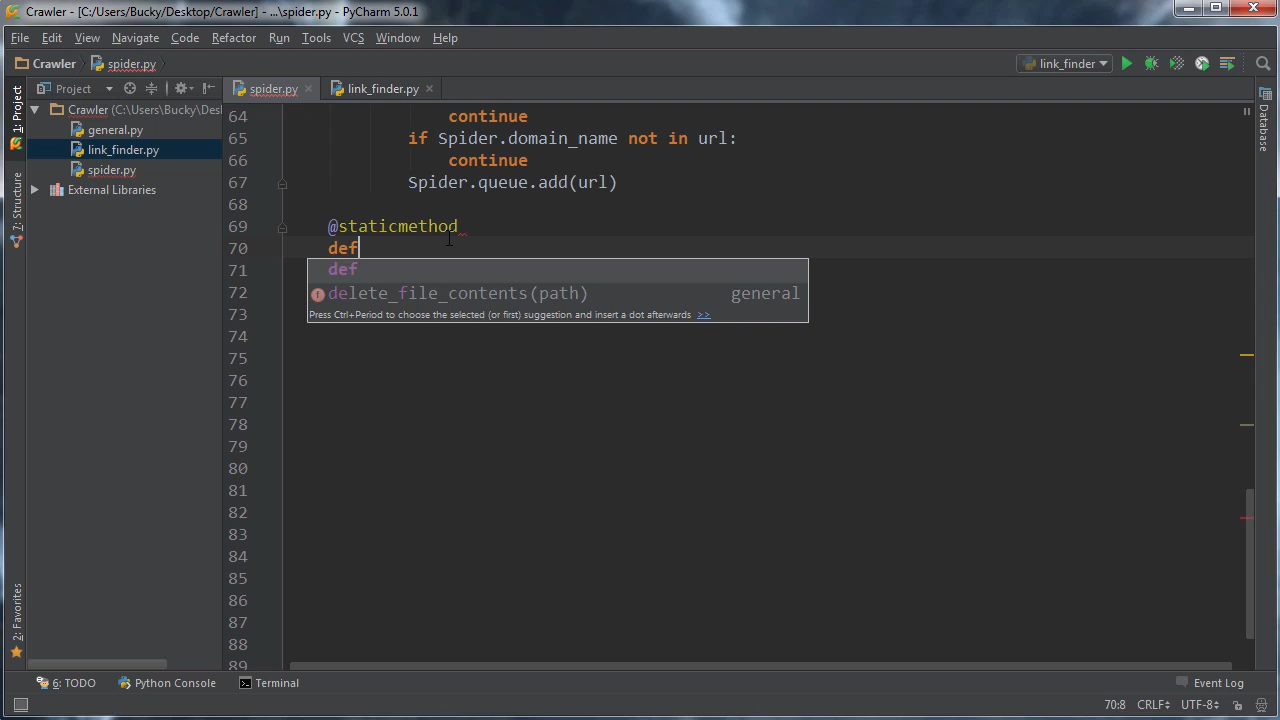 Crawler - [C:/Users/Bucky/Desktop/Crawler] - ...\spider.py - PyCharm 5.0.1
File Edit View Navigate Code Refactor Run Tools VCS Window Help
Crawler spider.py link_finder
1: Project
7: Structure
2: Favorites
Project
Crawler (C:\Users\Bucky\Des
general.py
link_finder.py
spider.py
External Libraries
spider.py link_finder.py
64 continue
65 if Spider.domain_name not in url:
66 continue
67 Spider.queue.add(url)
68
69 @staticmethod
70 def
71 def
72 delete_file_contents(path) general
73 Press Ctrl+Period to choose the selected (or first) suggestion and insert a dot afterwards >>
74
75
76
77
78
79
80
81
82
83
84
85
86
87
88
89
Database
6: TODO Python Console Terminal Event Log
70:8 CRLF UTF-8